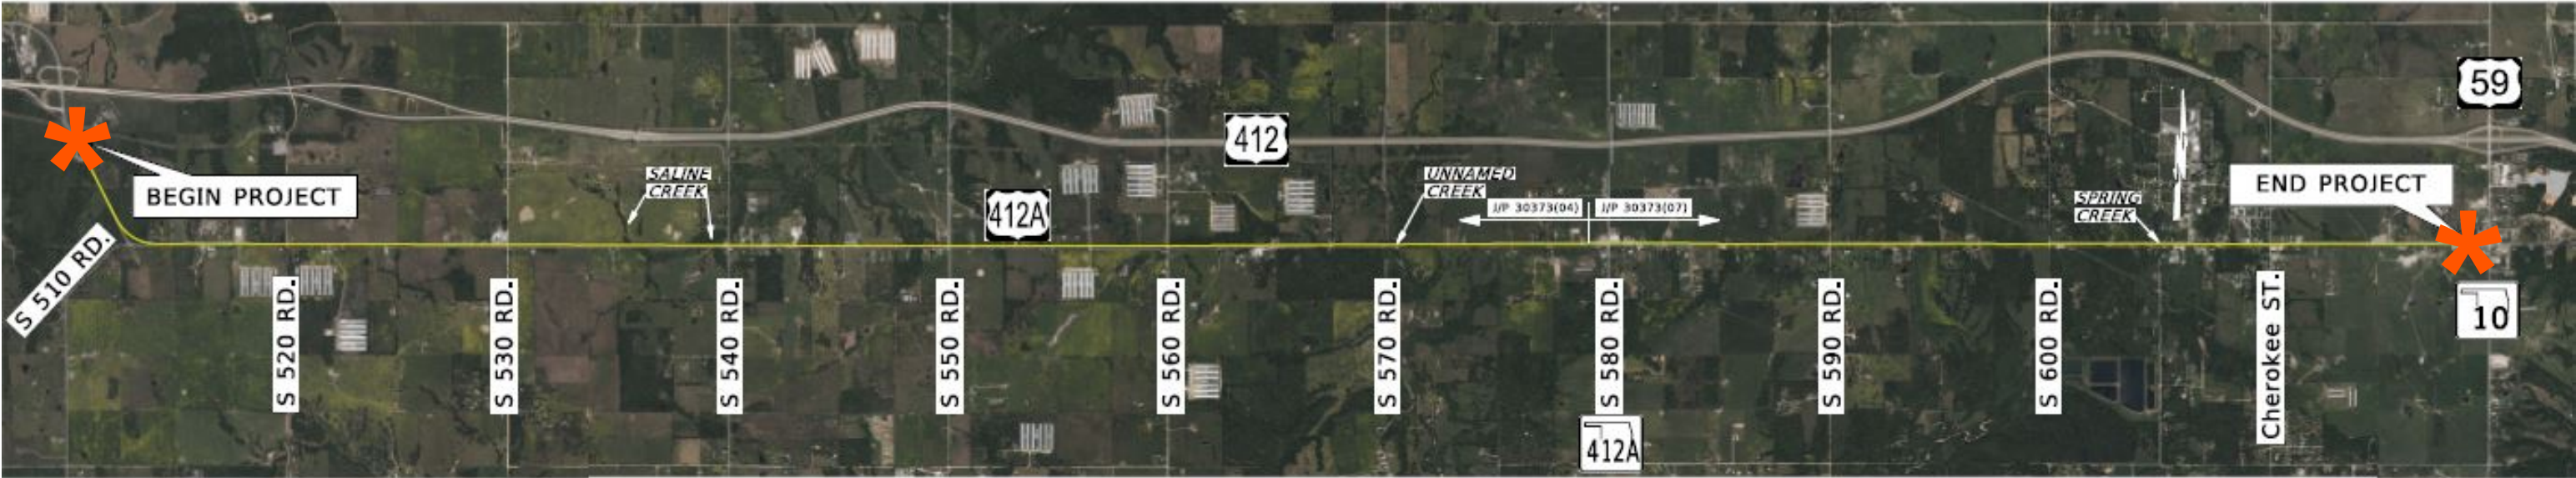 59
412
BEGIN PROJECT
SALINE
CREEK
412A
UNNAMED
CREEK
J/P 30373(04)
J/P 30373(07)
SPRING
CREEK
END PROJECT
S 510 RD.
S 520 RD.
S 530 RD.
S 540 RD.
S 550 RD.
S 560 RD.
S 570 RD.
S 580 RD.
S 590 RD.
S 600 RD.
Cherokee ST.
10
412A